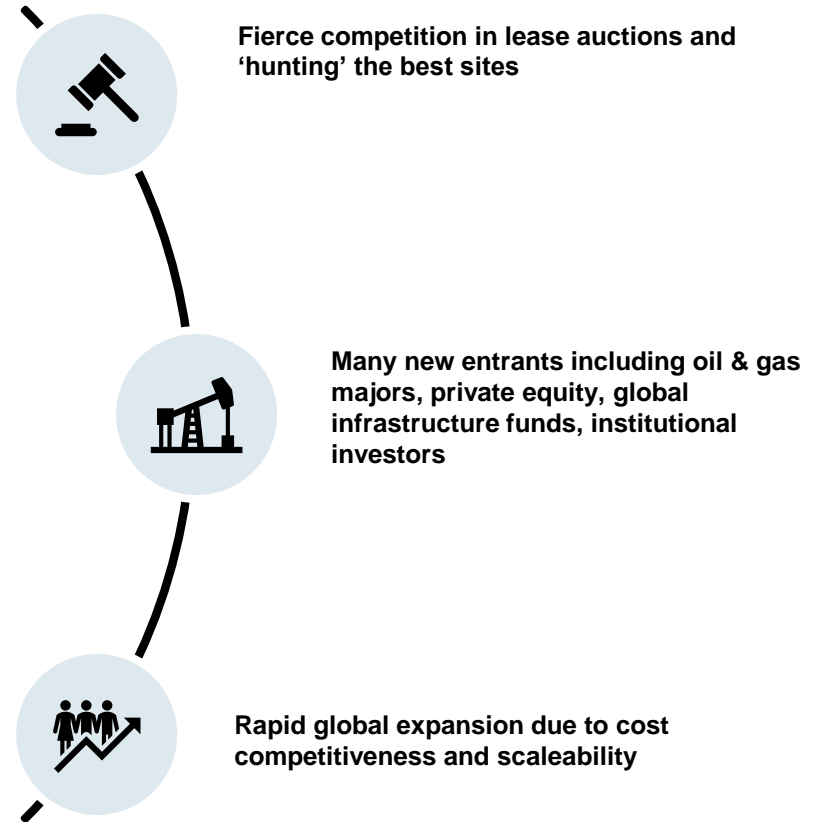 Fierce competition in lease auctions and
‘hunting’ the best sites
Many new entrants including oil & gas
majors, private equity, global
infrastructure funds, institutional
investors
Rapid global expansion due to cost
competitiveness and scaleability